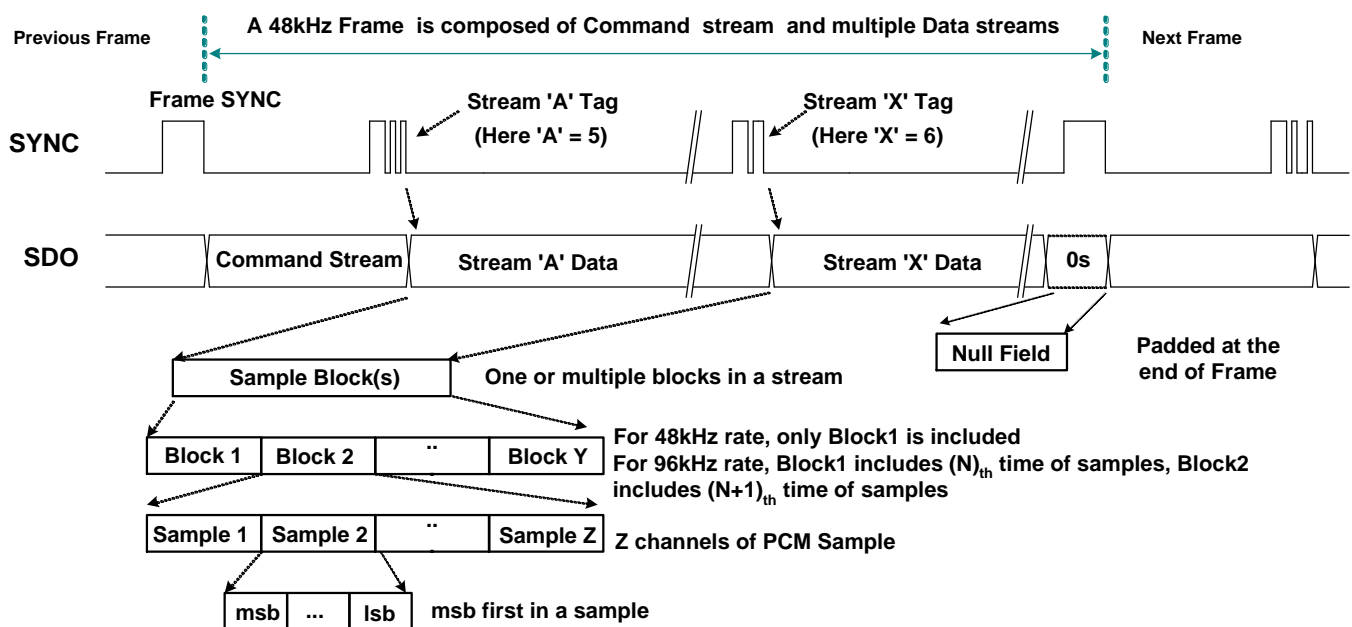 A 48kHz Frame is composed of Command stream and multiple Data streams
Previous Frame
Next Frame
Frame SYNC
Stream 'A' Tag
(Here 'A' = 5)
Stream 'X' Tag
(Here 'X' = 6)
SYNC
SDO
Command Stream
Stream 'A' Data
Stream 'X' Data
0s
Null Field
Padded at the
end of Frame
Sample Block(s)
One or multiple blocks in a stream
Block 1
Block 2
..
Block Y
For 48kHz rate, only Block1 is included
For 96kHz rate, Block1 includes (N)th time of samples, Block2
includes (N+1)th time of samples
Sample 1
Sample 2
..
Sample Z
Z channels of PCM Sample
msb
...
lsb
msb first in a sample